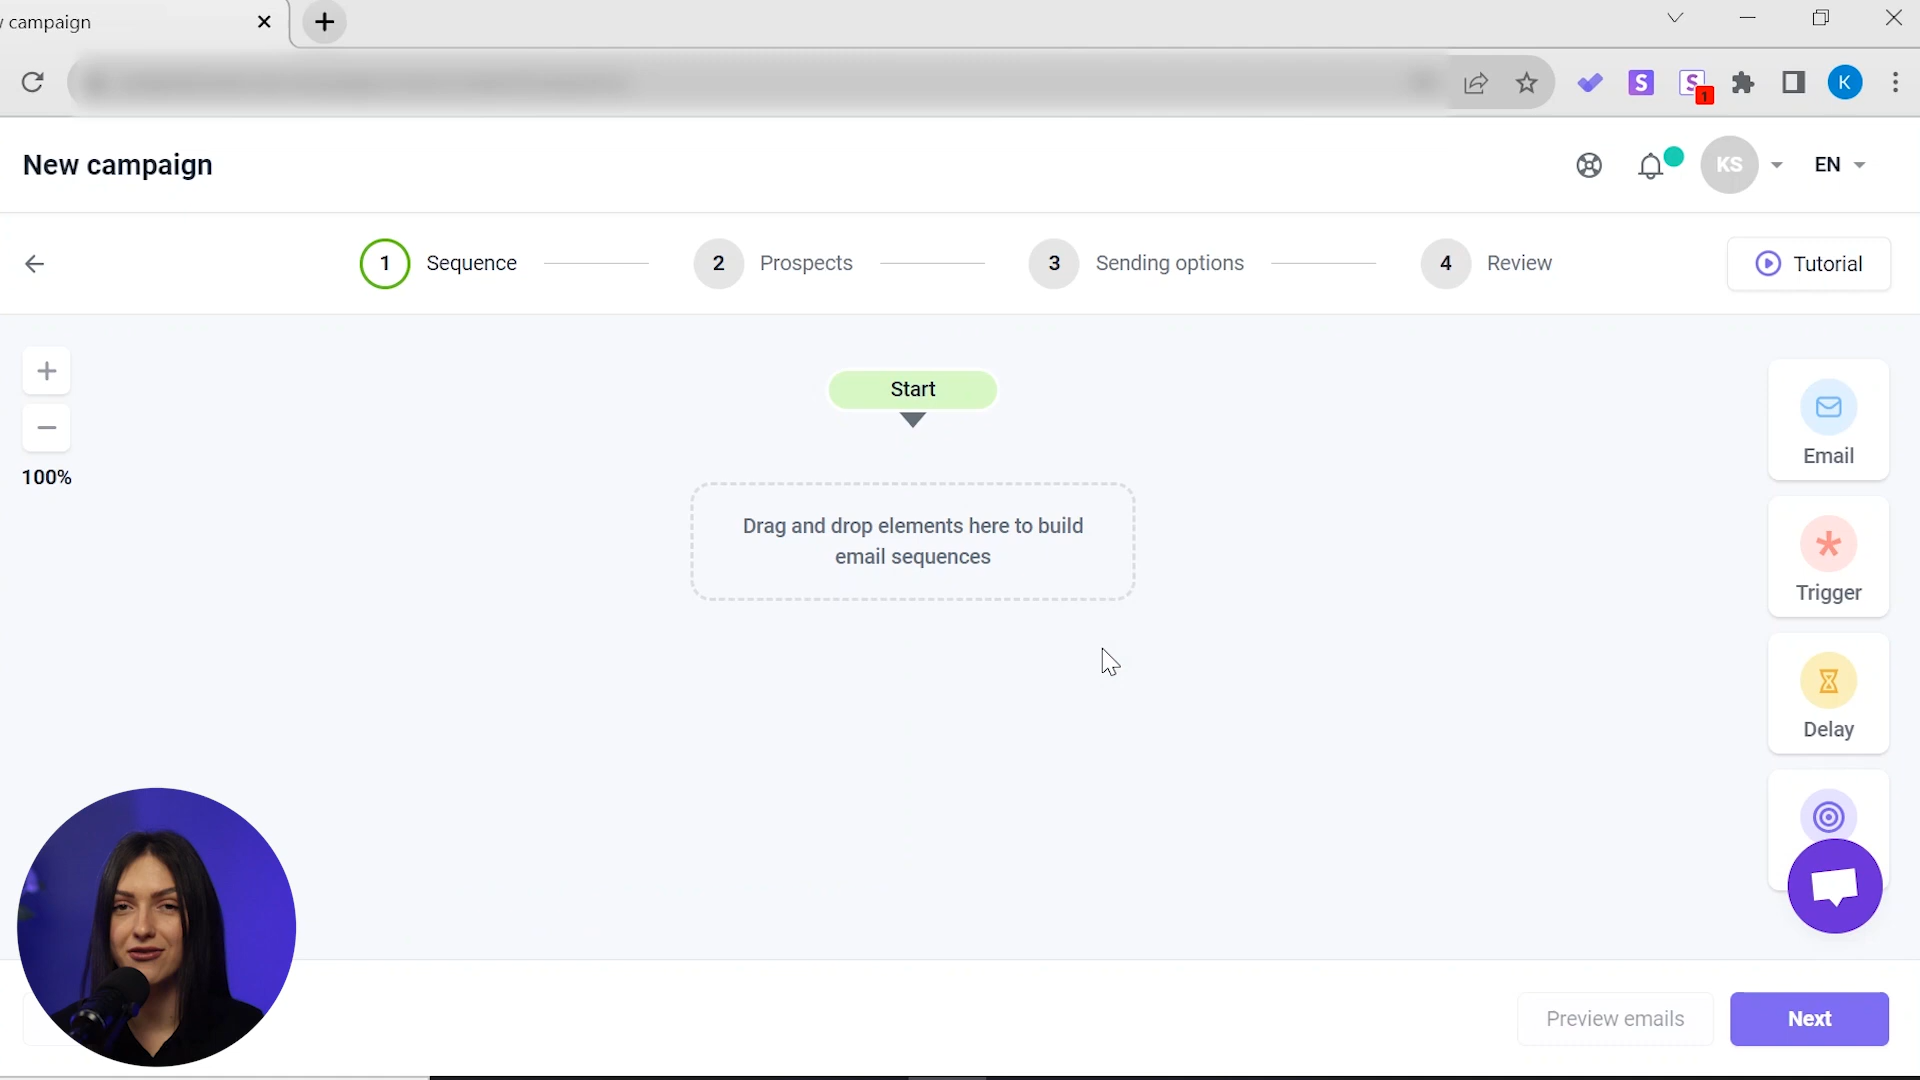 campaign
K
1
New campaign
KS
EN
1 Sequence
2 Prospects
3 Sending options
4 Review
Tutorial
Start
100%
Drag and drop elements here to build
email sequences
Email
Trigger
Delay
Preview emails
Next